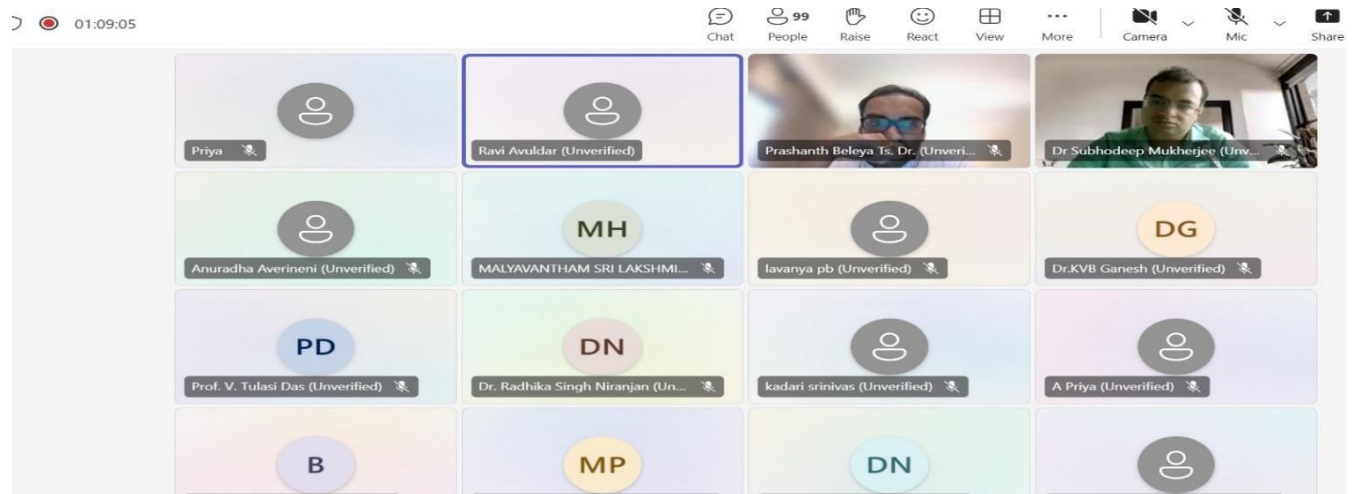 01:09:05
99
Chat People Raise React View More Camera Mic Share
Priya
Ravi Avuldar (Unverified)
Prashanth Beleya Ts. Dr. (Unveri...
Dr Subhodeep Mukherjee (Unv...
MH
DG
Anuradha Averineni (Unverified)
MALYAVANTHAM SRI LAKSHMI...
lavanya pb (Unverified)
Dr.KVB Ganesh (Unverified)
PD
DN
Prof. V. Tulasi Das (Unverified)
Dr. Radhika Singh Niranjan (Un...
kadari srinivas (Unverified)
A Priya (Unverified)
B
MP
DN